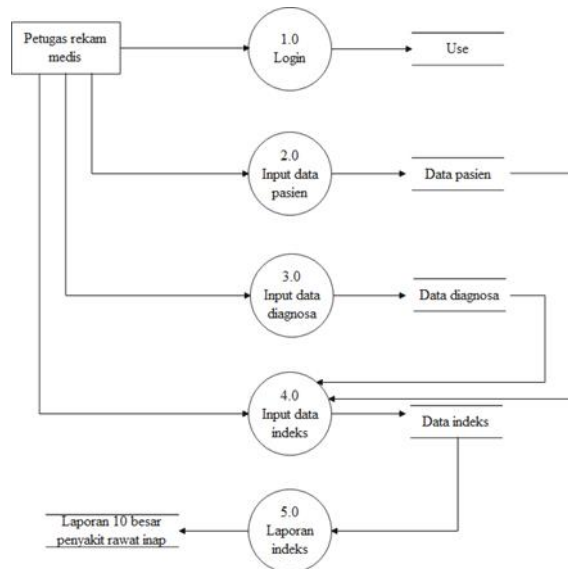 Petugas rekam
medis
1.0
Login
Use
2.0
Input data
pasien
Data pasien
3.0
Input data
diagnosa
Data diagnosa
4.0
Input data
indeks
Data indeks
5.0
Laporan
indeks
Laporan 10 besar
penyakit rawat inap